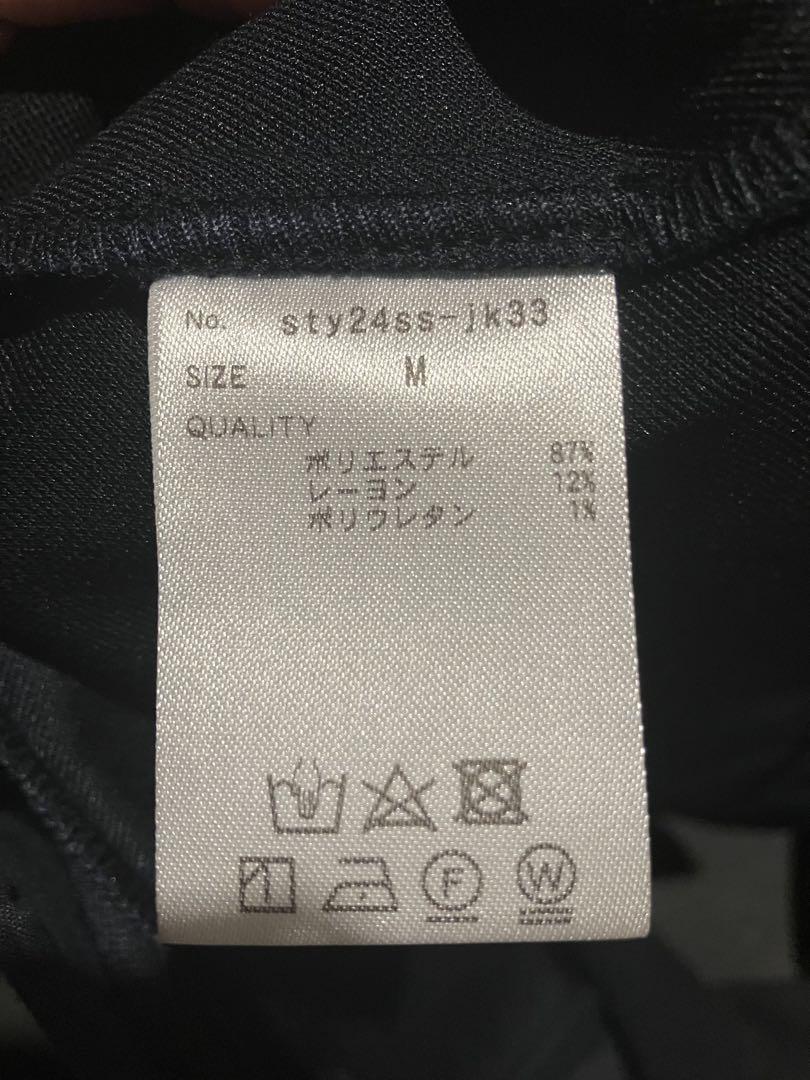 No. sty24ss-jk33
SIZE M
QUALITY
ポリエステル 87%
レーヨン 12%
ポリウレタン 1%
F W